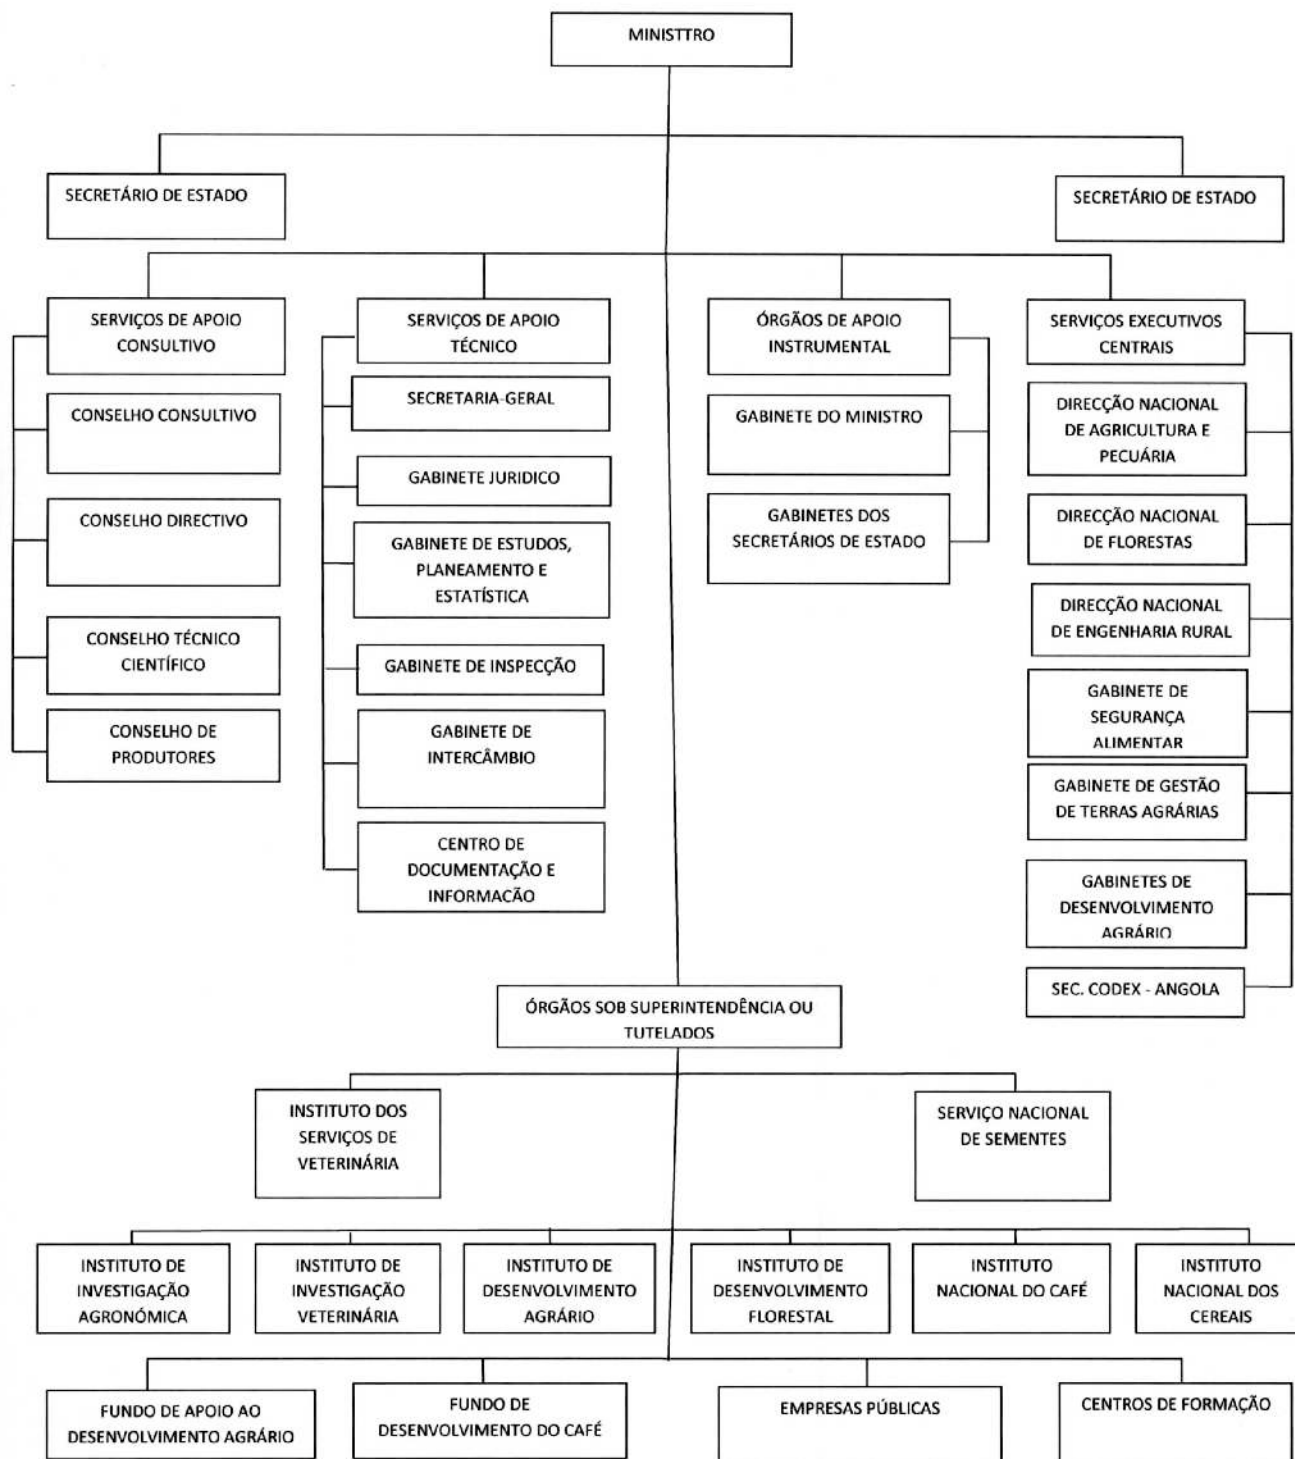 MINISTTRO
SECRETÁRIO DE ESTADO
SECRETÁRIO DE ESTADO
SERVIÇOS DE APOIO
CONSULTIVO
CONSELHO CONSULTIVO
CONSELHO DIRECTIVO
CONSELHO TÉCNICO
CIENTÍFICO
CONSELHO DE
PRODUTORES
SERVIÇOS DE APOIO
TÉCNICO
SECRETARIA-GERAL
GABINETE JURIDICO
GABINETE DE ESTUDOS,
PLANEAMENTO E
ESTATÍSTICA
GABINETE DE INSPECÇÃO
GABINETE DE
INTERCÂMBIO
CENTRO DE
DOCUMENTAÇÃO E
INFORMACÃO
ÓRGÃOS DE APOIO
INSTRUMENTAL
GABINETE DO MINISTRO
GABINETES DOS
SECRETÁRIOS DE ESTADO
SERVIÇOS EXECUTIVOS
CENTRAIS
DIRECÇÃO NACIONAL
DE AGRICULTURA E
PECUÁRIA
DIRECÇÃO NACIONAL
DE FLORESTAS
DIRECÇÃO NACIONAL
DE ENGENHARIA RURAL
GABINETE DE
SEGURANÇA
ALIMENTAR
GABINETE DE GESTÃO
DE TERRAS AGRÁRIAS
GABINETES DE
DESENVOLVIMENTO
AGRÁRIO
SEC. CODEX - ANGOLA
ÓRGÃOS SOB SUPERINTENDÊNCIA OU
TUTELADOS
INSTITUTO DOS
SERVIÇOS DE
VETERINÁRIA
SERVIÇO NACIONAL
DE SEMENTES
INSTITUTO DE
INVESTIGAÇÃO
AGRONÓMICA
INSTITUTO DE
INVESTIGAÇÃO
VETERINÁRIA
INSTITUTO DE
DESENVOLVIMENTO
AGRÁRIO
INSTITUTO DE
DESENVOLVIMENTO
FLORESTAL
INSTITUTO
NACIONAL DO CAFÉ
INSTITUTO
NACIONAL DOS
CEREAIS
FUNDO DE APOIO AO
DESENVOLVIMENTO AGRÁRIO
FUNDO DE
DESENVOLVIMENTO DO CAFÉ
EMPRESAS PÚBLICAS
CENTROS DE FORMAÇÃO